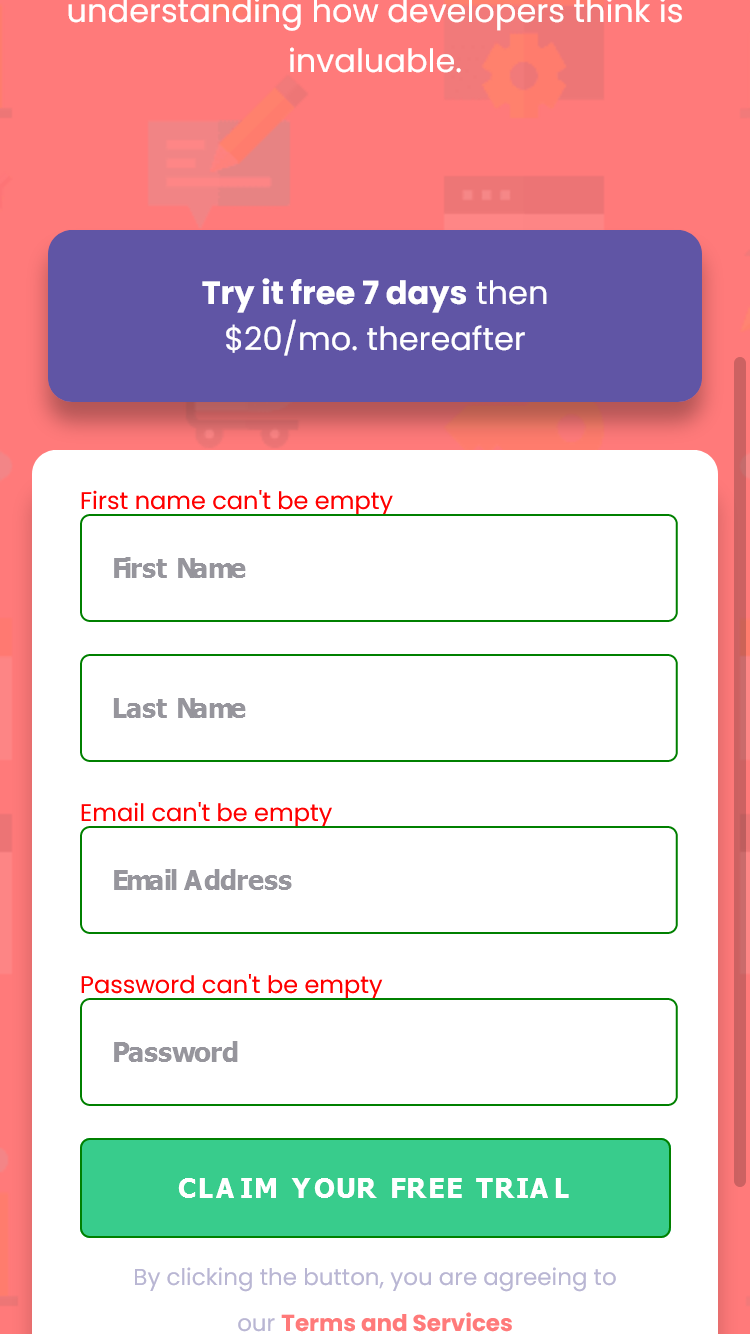 understanding how developers think is
invaluable.
Try it free 7 days then
$20/mo. thereafter
First name can't be empty
First Name
Last Name
Email can't be empty
Email Address
Password can't be empty
Password
CLAIM YOUR FREE TRIAL
By clicking the button, you are agreeing to
our Terms and Services